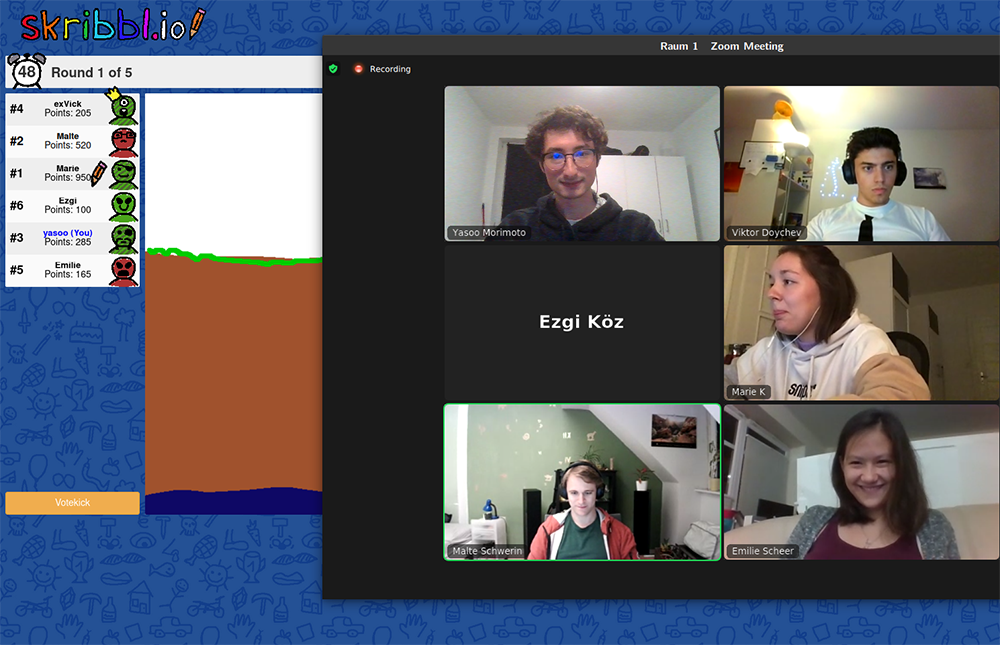 skribbl.io
48
Round 1 of 5
#4 exVick
Points: 205
#2 Malte
Points: 520
#1 Marie
Points: 950
#6 Ezgi
Points: 100
#3 yasoo (You)
Points: 285
#5 Emilie
Points: 165
Votekick
Raum 1 Zoom Meeting
Recording
Yasoo Morimoto
Viktor Doychev
Ezgi Köz
Marie K
Malte Schwerin
Emilie Scheer